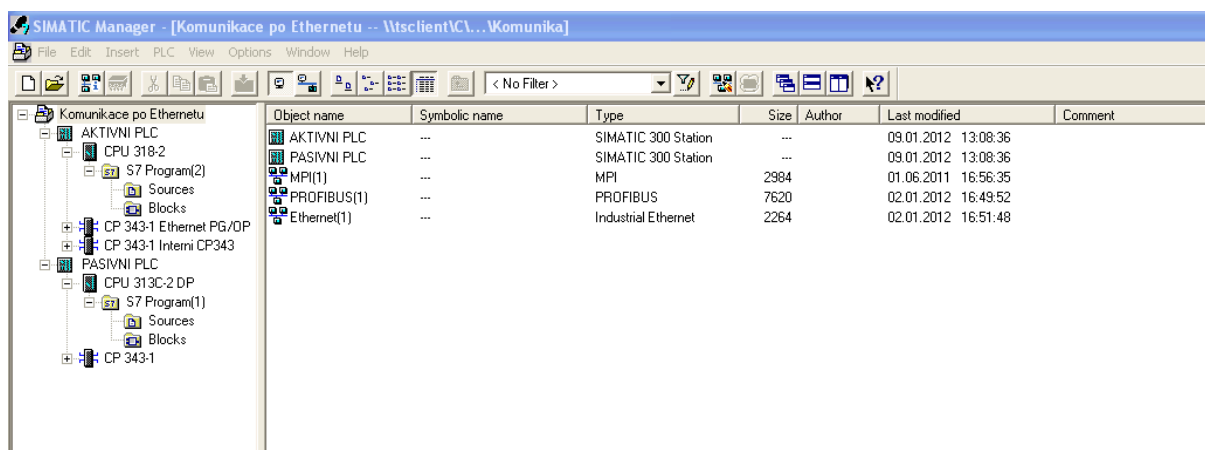 SIMATIC Manager - [Komunikace po Ethernetu -- \\tsclient\C\...\Komunika]
File Edit Insert PLC View Options Window Help
< No Filter >
Komunikace po Ethernetu
AKTIVNI PLC
CPU 318-2
S7 Program(2)
Sources
Blocks
CP 343-1 Ethernet PG/OP
CP 343-1 Interni CP343
PASIVNI PLC
CPU 313C-2 DP
S7 Program(1)
Sources
Blocks
CP 343-1
Object name Symbolic name Type Size Author Last modified Comment
AKTIVNI PLC --- SIMATIC 300 Station --- 09.01.2012 13:08:36
PASIVNI PLC --- SIMATIC 300 Station --- 09.01.2012 13:08:36
MPI(1) --- MPI 2984 01.06.2011 16:56:35
PROFIBUS(1) --- PROFIBUS 7620 02.01.2012 16:49:52
Ethernet(1) --- Industrial Ethernet 2264 02.01.2012 16:51:48